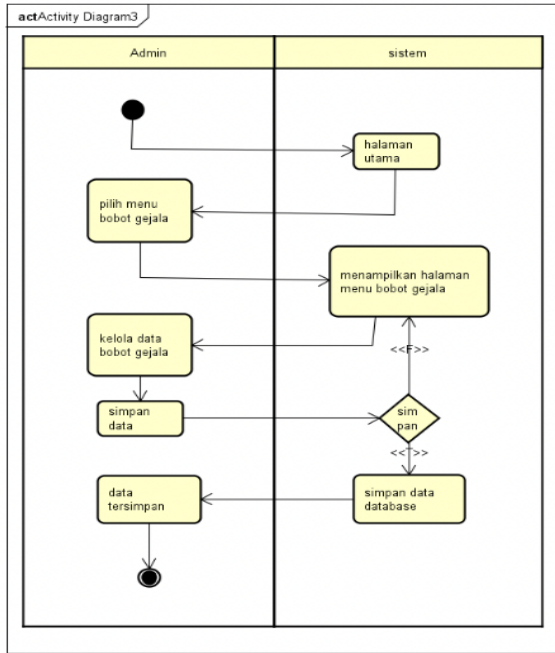 actActivity Diagram3
Admin
sistem
halaman
utama
pilih menu
bobot gejala
menampilkan halaman
menu bobot gejala
kelola data
bobot gejala
<<F>>
simpan
data
sim
pan
data
tersimpan
simpan data
database